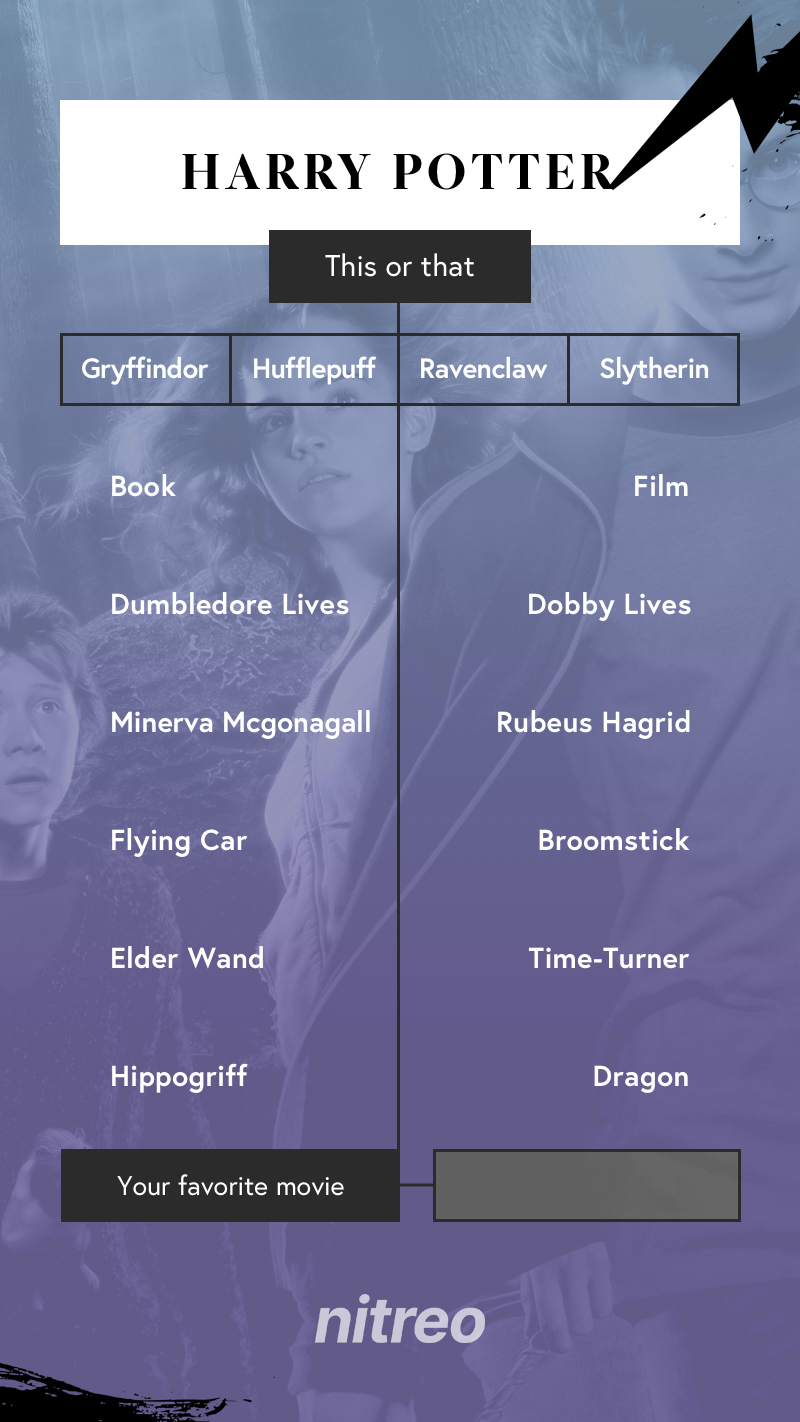 HARRY POTTER
This or that
Gryffindor Hufflepuff Ravenclaw Slytherin
Book Film
Dumbledore Lives Dobby Lives
Minerva Mcgonagall Rubeus Hagrid
Flying Car Broomstick
Elder Wand Time-Turner
Hippogriff Dragon
Your favorite movie
nitreo